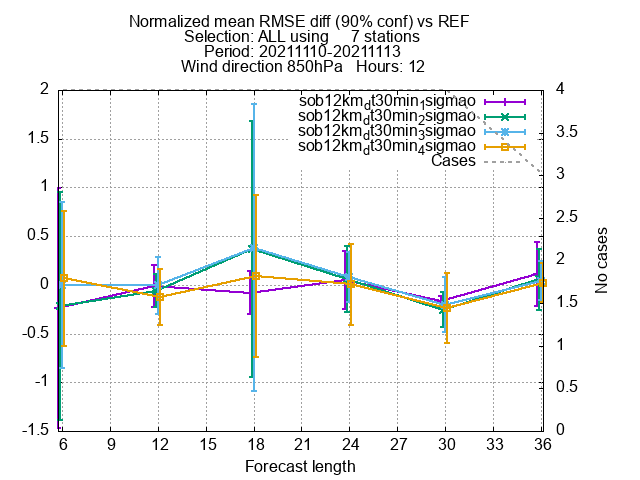 Normalized mean RMSE diff (90% conf) vs REF
Selection: ALL using 7 stations
Period: 20211110-20211113
Wind direction 850hPa Hours: 12
sob12km_dt30min_1sigmao
sob12km_dt30min_2sigmao
sob12km_dt30min_3sigmao
sob12km_dt30min_4sigmao
Cases
2
1.5
1
0.5
0
-0.5
-1
-1.5
4
3.5
3
2.5
2
1.5
1
0.5
0
No cases
6 9 12 15 18 21 24 27 30 33 36
Forecast length